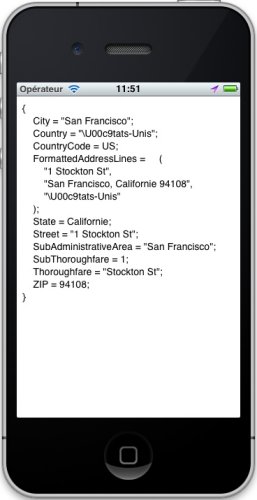 Opérateur 11:51
{
City = "San Francisco";
Country = "\U00c9tats-Unis";
CountryCode = US;
FormattedAddressLines = (
"1 Stockton St",
"San Francisco, Californie 94108",
"\U00c9tats-Unis"
);
State = Californie;
Street = "1 Stockton St";
SubAdministrativeArea = "San Francisco";
SubThoroughfare = 1;
Thoroughfare = "Stockton St";
ZIP = 94108;
}